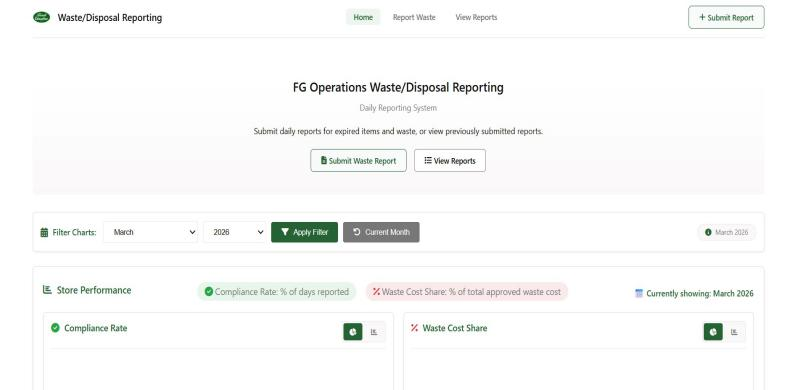 Waste/Disposal Reporting
Home
Report Waste
View Reports
+ Submit Report
FG Operations Waste/Disposal Reporting
Daily Reporting System
Submit daily reports for expired items and waste, or view previously submitted reports.
Submit Waste Report
View Reports
Filter Charts:
March
2026
Apply Filter
Current Month
March 2026
Store Performance
Compliance Rate: % of days reported
Waste Cost Share: % of total approved waste cost
Currently showing: March 2026
Compliance Rate
Waste Cost Share